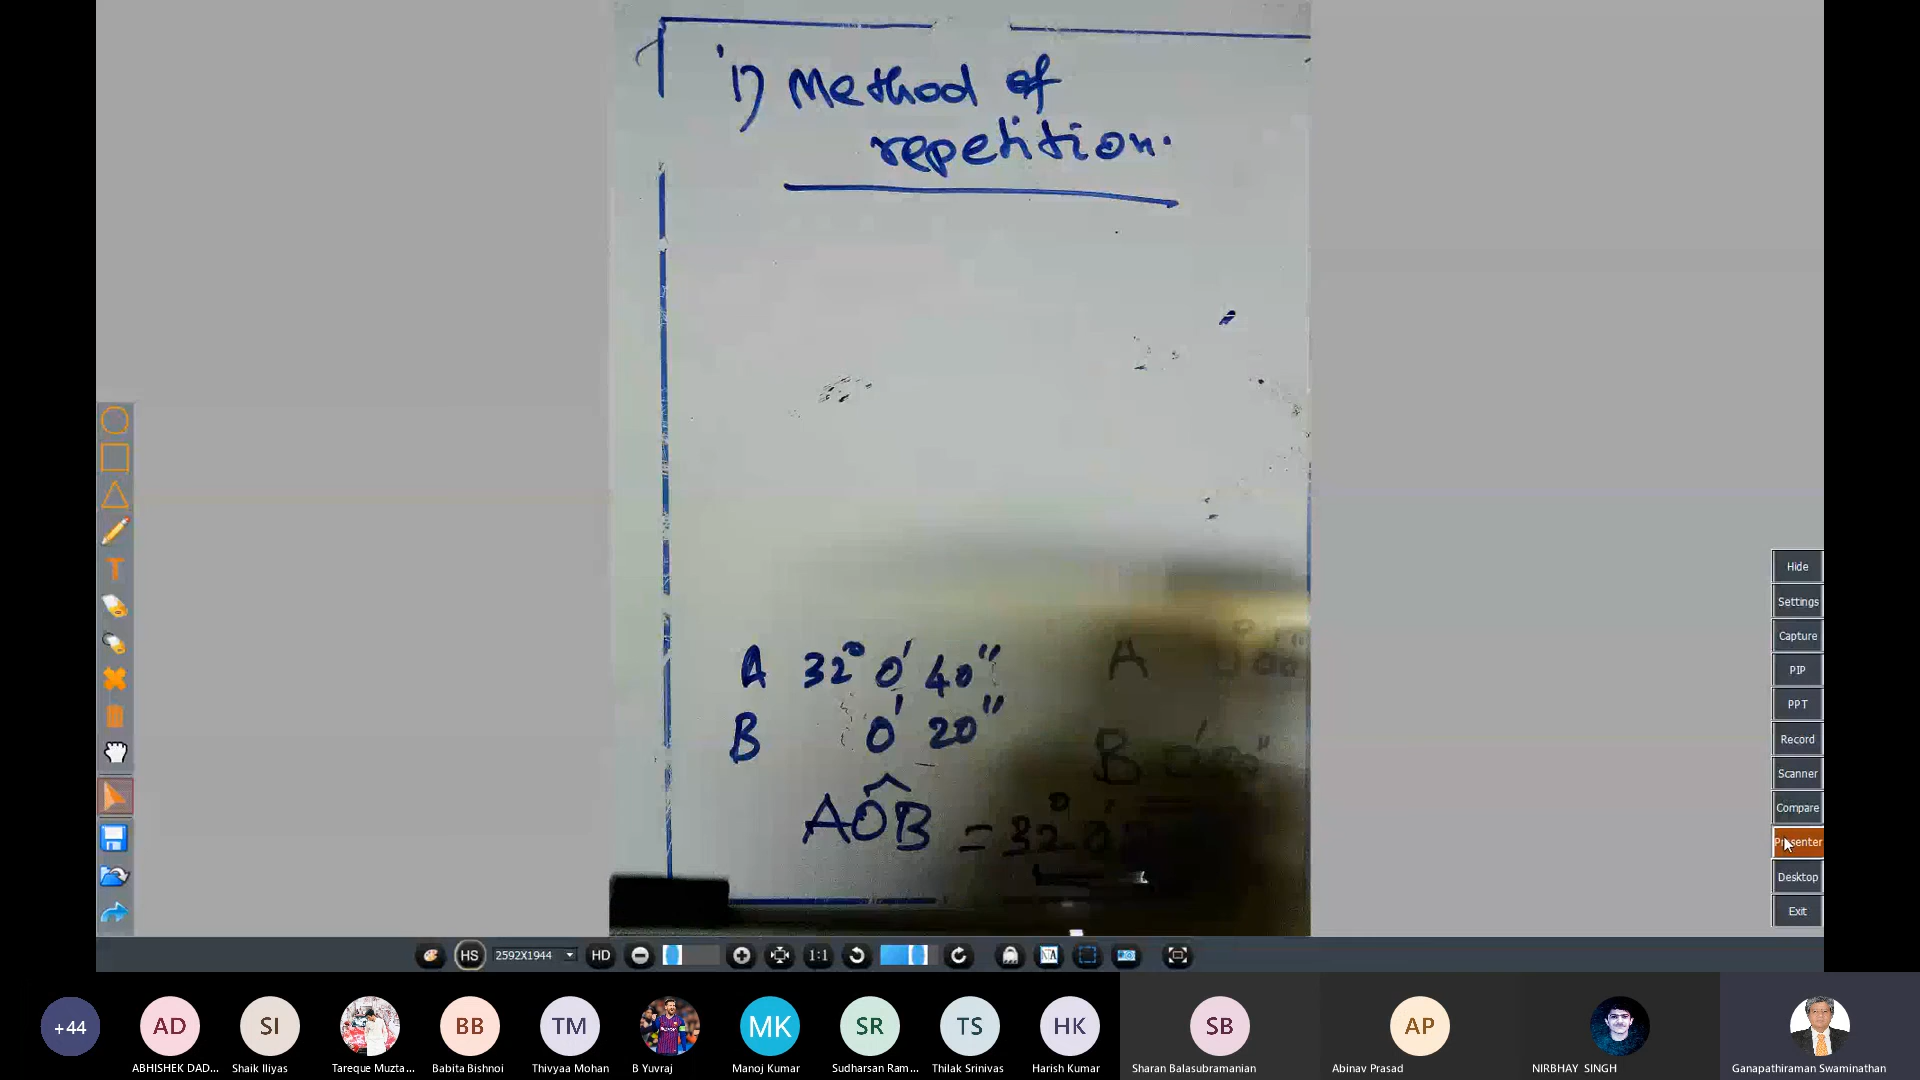 1) Method of
repetition.
A 32° 0' 40"
B 0' 20"
AÔB = 32° 0'
A
B
Hide
Settings
Capture
PIP
PPT
Record
Scanner
Compare
Presenter
Desktop
Exit
HS 2592X1944 HD 1:1
+44 AD SI BB TM MK SR TS HK SB AP
ABHISHEK DAD... Shaik Iliyas Tareque Muzta... Babita Bishnoi Thivyaa Mohan B Yuvraj Manoj Kumar Sudharsan Ram... Thilak Srinivas Harish Kumar Sharan Balasubramanian Abinav Prasad NIRBHAY SINGH Ganapathiraman Swaminathan